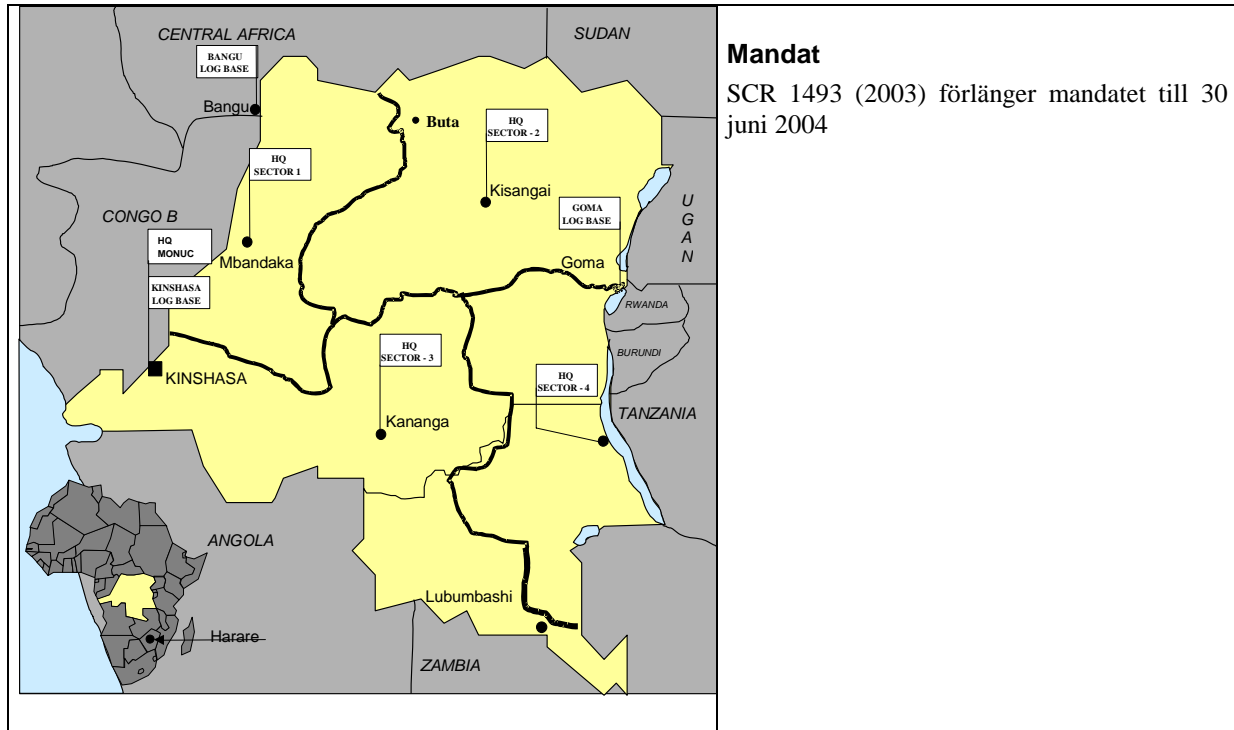 CENTRAL AFRICA
SUDAN
BANGU
LOG BASE
Bangu
Buta
HQ
SECTOR - 2
HQ
SECTOR 1
Kisangai
GOMA
LOG BASE
U
G
A
N
CONGO B
HQ
MONUC
Mbandaka
Goma
KINSHASA
LOG BASE
RWANDA
HQ
SECTOR - 3
BURUNDI
HQ
SECTOR - 4
KINSHASA
TANZANIA
Kananga
ANGOLA
Lubumbashi
Harare
ZAMBIA
Mandat
SCR 1493 (2003) förlänger mandatet till 30
juni 2004